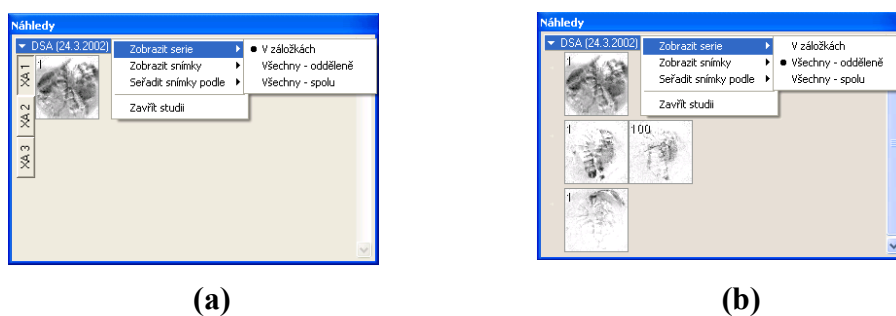 Náhledy
DSA (24.3.2002)
Zobrazit serie
V záložkách
Zobrazit snímky
Všechny - odděleně
Seřadit snímky podle
Všechny - spolu
Zavřít studii
XA 1
XA 2
XA 3
1
(a)
Náhledy
DSA (24.3.2002)
Zobrazit serie
V záložkách
Zobrazit snímky
Všechny - odděleně
Seřadit snímky podle
Všechny - spolu
Zavřít studii
1
1
100
1
(b)